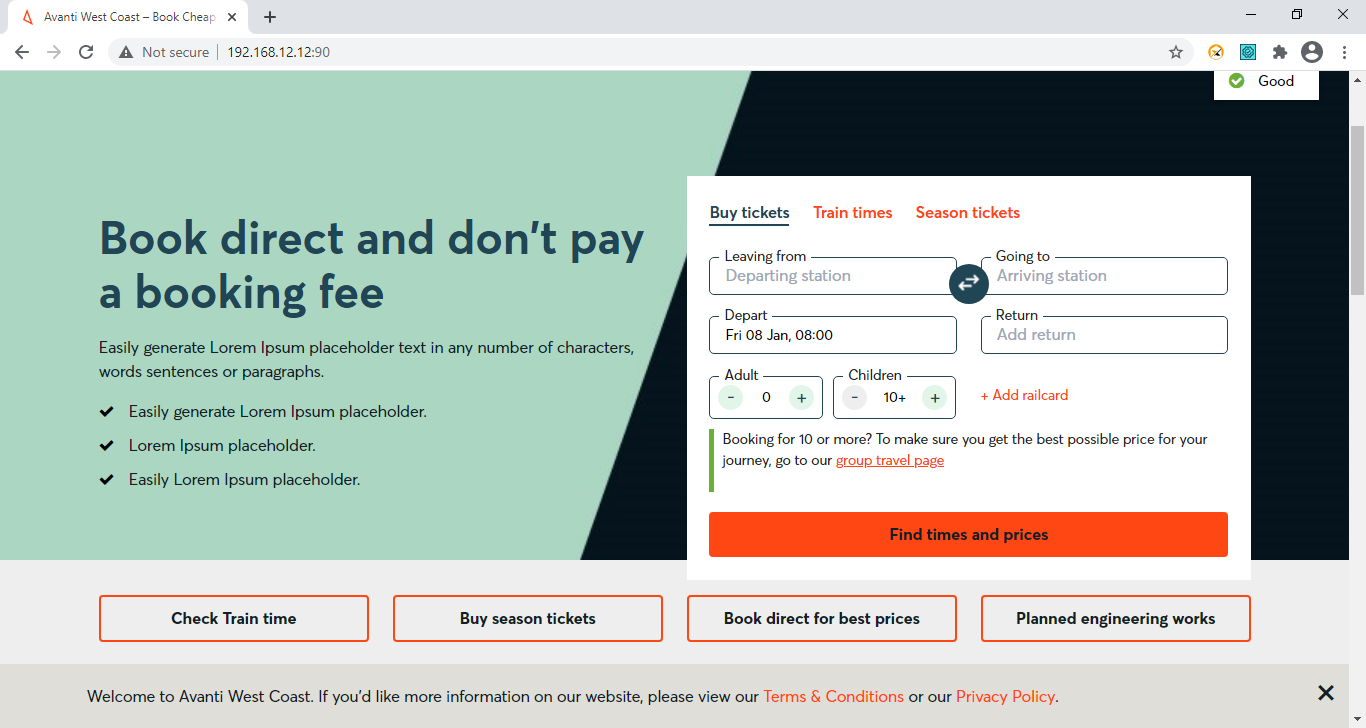 Avanti West Coast – Book Cheap
Not secure
192.168.12.12:90
Good
Book direct and don't pay
a booking fee
Easily generate Lorem Ipsum placeholder text in any number of characters,
words sentences or paragraphs.
Easily generate Lorem Ipsum placeholder.
Lorem Ipsum placeholder.
Easily Lorem Ipsum placeholder.
Buy tickets Train times Season tickets
Leaving from Going to
Departing station Arriving station
Depart Return
Fri 08 Jan, 08:00 Add return
Adult Children
- 0 + - 10+ + + Add railcard
Booking for 10 or more? To make sure you get the best possible price for your
journey, go to our group travel page
Find times and prices
Check Train time Buy season tickets Book direct for best prices Planned engineering works
Welcome to Avanti West Coast. If you'd like more information on our website, please view our Terms & Conditions or our Privacy Policy.